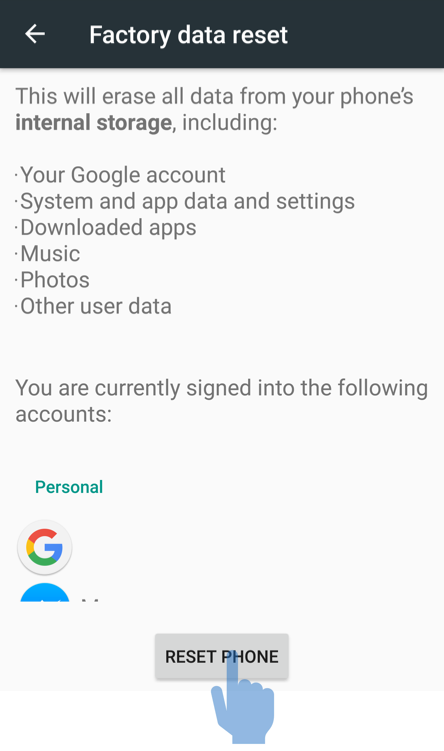 Factory data reset
This will erase all data from your phone's
internal storage, including:
·Your Google account
·System and app data and settings
·Downloaded apps
·Music
·Photos
·Other user data
You are currently signed into the following
accounts:
Personal
RESET PHONE